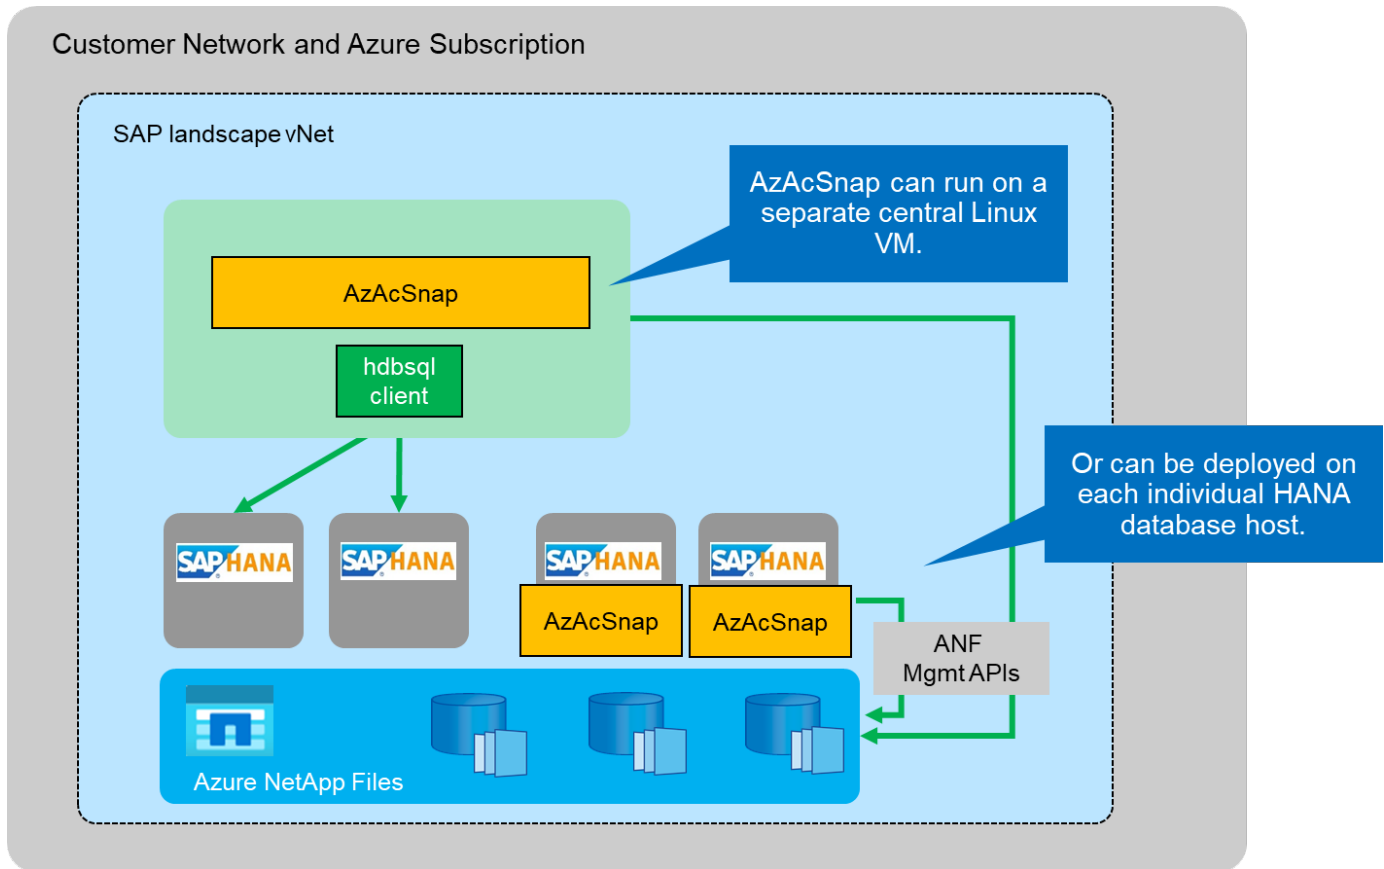 Customer Network and Azure Subscription
SAP landscape vNet
AzAcSnap can run on a
separate central Linux
VM.
AzAcSnap
hdbsql
client
Or can be deployed on
each individual HANA
database host.
SAP HANA
SAP HANA
SAP HANA
SAP HANA
AzAcSnap
AzAcSnap
ANF
Mgmt APIs
Azure NetApp Files